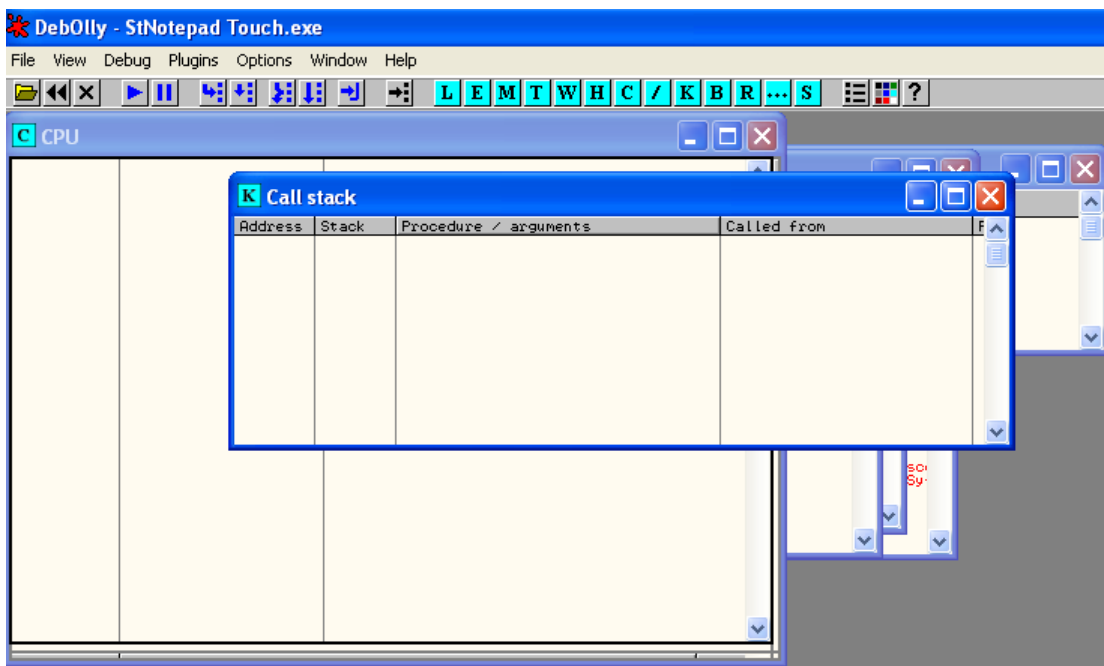 DebOlly - StNotepad Touch.exe
File View Debug Plugins Options Window Help
L E M T W H C / K B R ... S ?
C CPU
K Call stack
Address Stack Procedure / arguments Called from